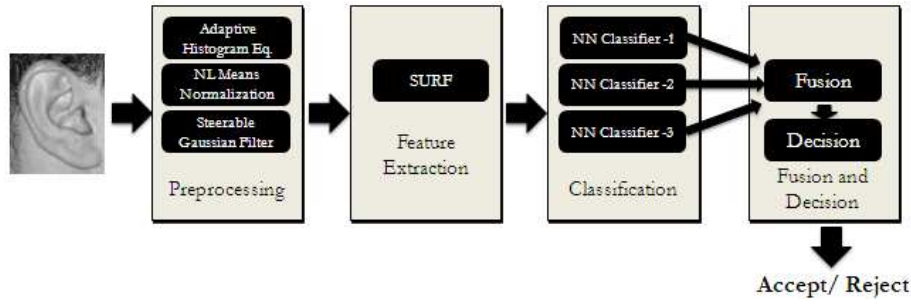 Adaptive
Histogram Eq.
NL Means
Normalization
Steerable
Gaussian Filter
Preprocessing
SURF
Feature
Extraction
NN Classifier -1
NN Classifier -2
NN Classifier -3
Classification
Fusion
Decision
Fusion and
Decision
Accept/ Reject